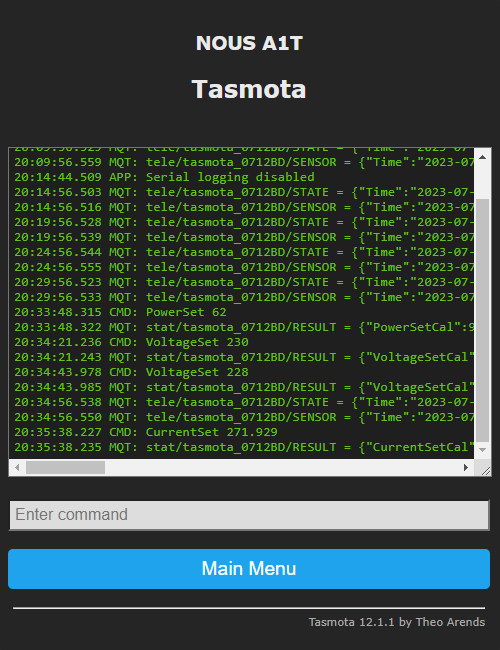 NOUS A1T
Tasmota
20:09:56.529 MQT: tele/tasmota_0712BD/STATE = {"Time":"2023-07-
20:09:56.559 MQT: tele/tasmota_0712BD/SENSOR = {"Time":"2023-07
20:14:44.509 APP: Serial logging disabled
20:14:56.503 MQT: tele/tasmota_0712BD/STATE = {"Time":"2023-07-
20:14:56.516 MQT: tele/tasmota_0712BD/SENSOR = {"Time":"2023-07
20:19:56.528 MQT: tele/tasmota_0712BD/STATE = {"Time":"2023-07-
20:19:56.539 MQT: tele/tasmota_0712BD/SENSOR = {"Time":"2023-07
20:24:56.544 MQT: tele/tasmota_0712BD/STATE = {"Time":"2023-07-
20:24:56.555 MQT: tele/tasmota_0712BD/SENSOR = {"Time":"2023-07
20:29:56.523 MQT: tele/tasmota_0712BD/STATE = {"Time":"2023-07-
20:29:56.533 MQT: tele/tasmota_0712BD/SENSOR = {"Time":"2023-07
20:33:48.315 CMD: PowerSet 62
20:33:48.322 MQT: stat/tasmota_0712BD/RESULT = {"PowerSetCal":9
20:34:21.236 CMD: VoltageSet 230
20:34:21.243 MQT: stat/tasmota_0712BD/RESULT = {"VoltageSetCal"
20:34:43.978 CMD: VoltageSet 228
20:34:43.985 MQT: stat/tasmota_0712BD/RESULT = {"VoltageSetCal"
20:34:56.538 MQT: tele/tasmota_0712BD/STATE = {"Time":"2023-07-
20:34:56.550 MQT: tele/tasmota_0712BD/SENSOR = {"Time":"2023-07
20:35:38.227 CMD: CurrentSet 271.929
20:35:38.235 MQT: stat/tasmota_0712BD/RESULT = {"CurrentSetCal"
Enter command
Main Menu
Tasmota 12.1.1 by Theo Arends